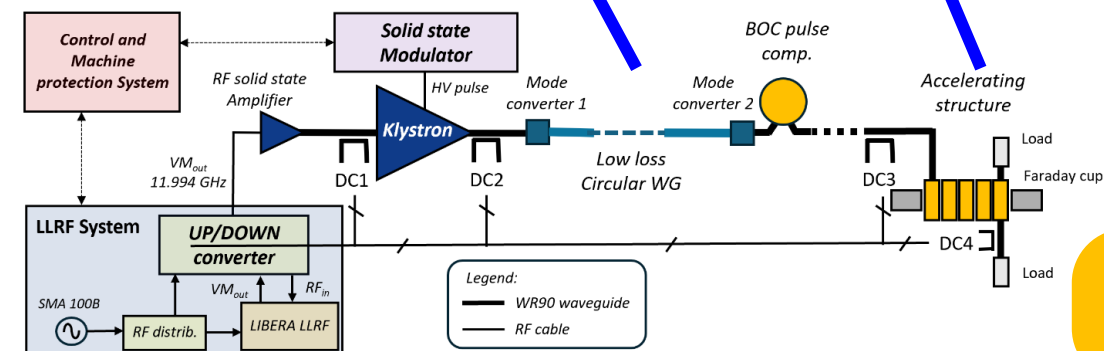 Control and
Machine
protection System
Solid state
Modulator
HV pulse
RF solid state
Amplifier
Klystron
Mode
converter 1
Low loss
Circular WG
Mode
converter 2
BOC pulse
comp.
Accelerating
structure
Load
Faraday cup
DC1
DC2
DC3
DC4
Load
VMout
11.994 GHz
LLRF System
UP/DOWN
converter
VMout
RFin
SMA 100B
RF distrib.
LIBERA LLRF
Legend:
WR90 waveguide
RF cable